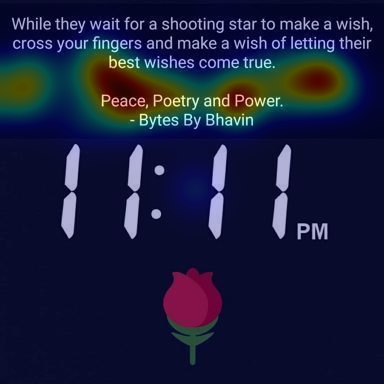 While they wait for a shooting star to make a wish,
cross your fingers and make a wish of letting their
best wishes come true.
Peace, Poetry and Power.
- Bytes By Bhavin
11:11 PM